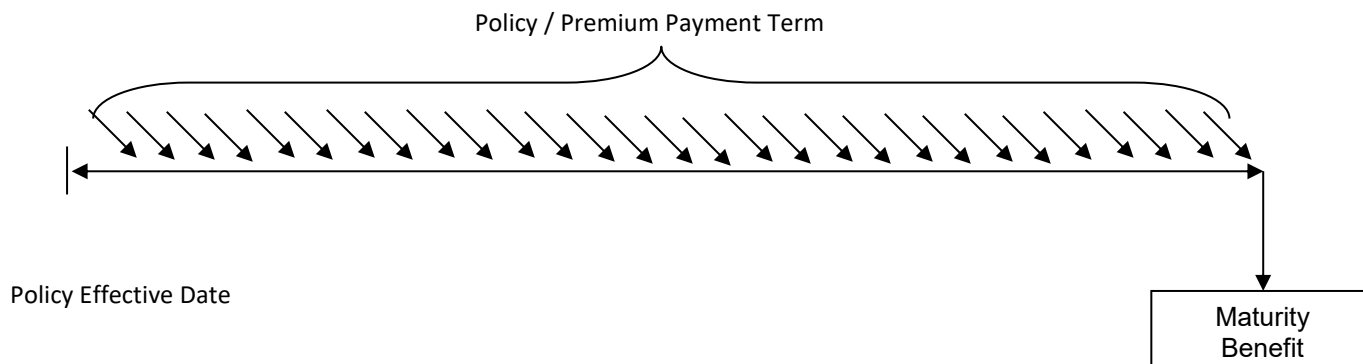 Policy / Premium Payment Term
Policy Effective Date
Maturity
Benefit